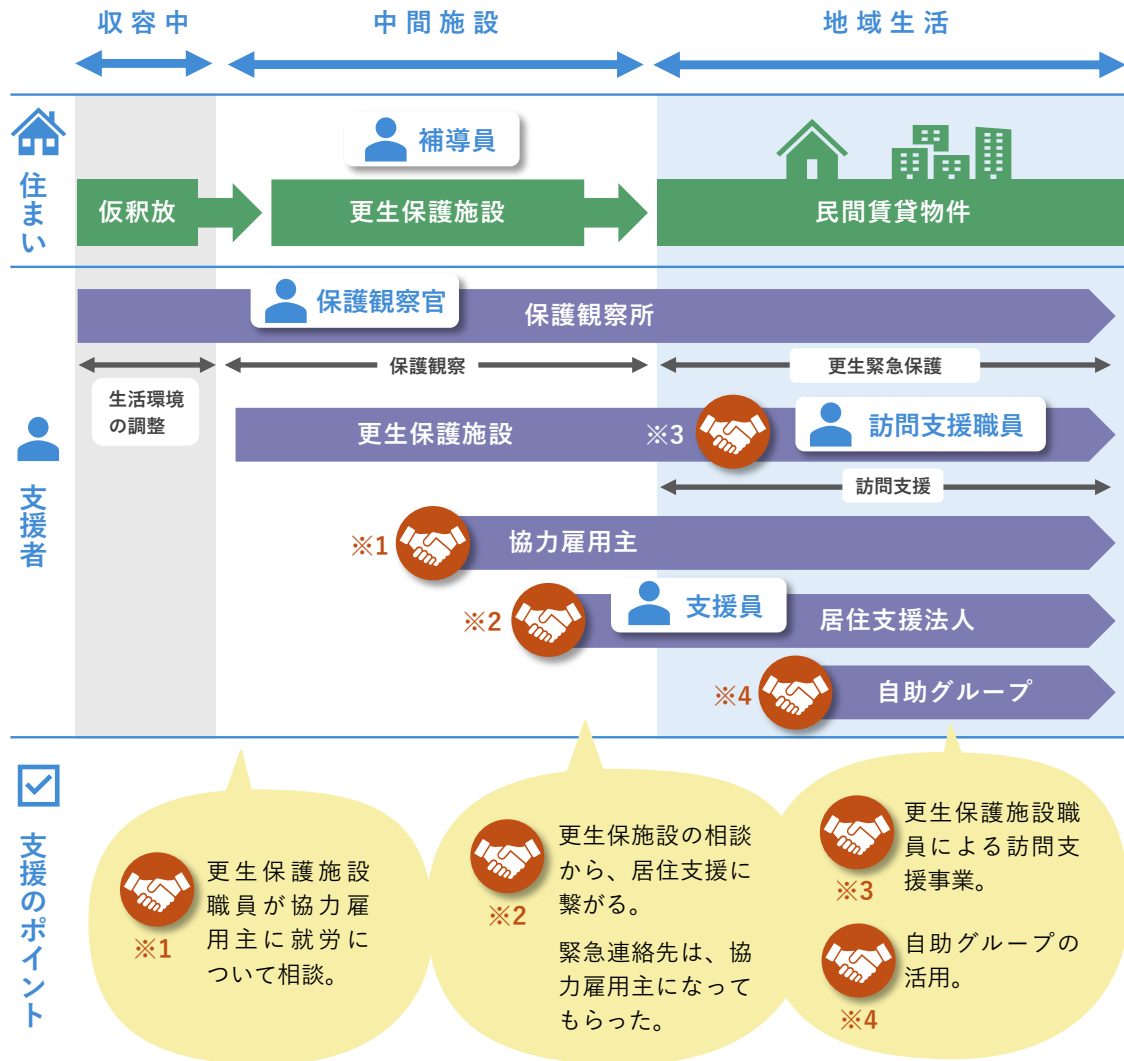 収容中
中間施設
地域生活
住まい
補導員
仮釈放
更生保護施設
民間賃貸物件
支援者
保護観察官
保護観察所
保護観察
更生緊急保護
生活環境
の調整
更生保護施設
※3
訪問支援職員
訪問支援
※1
協力雇用主
※2
支援員
居住支援法人
※4
自助グループ
支援のポイント
※1
更生保護施設
職員が協力雇
用主に就労に
ついて相談。
※2
更生保施設の相談
から、居住支援に
繋がる。
緊急連絡先は、協
力雇用主になって
もらった。
※3
更生保護施設職
員による訪問支
援事業。
※4
自助グループの
活用。